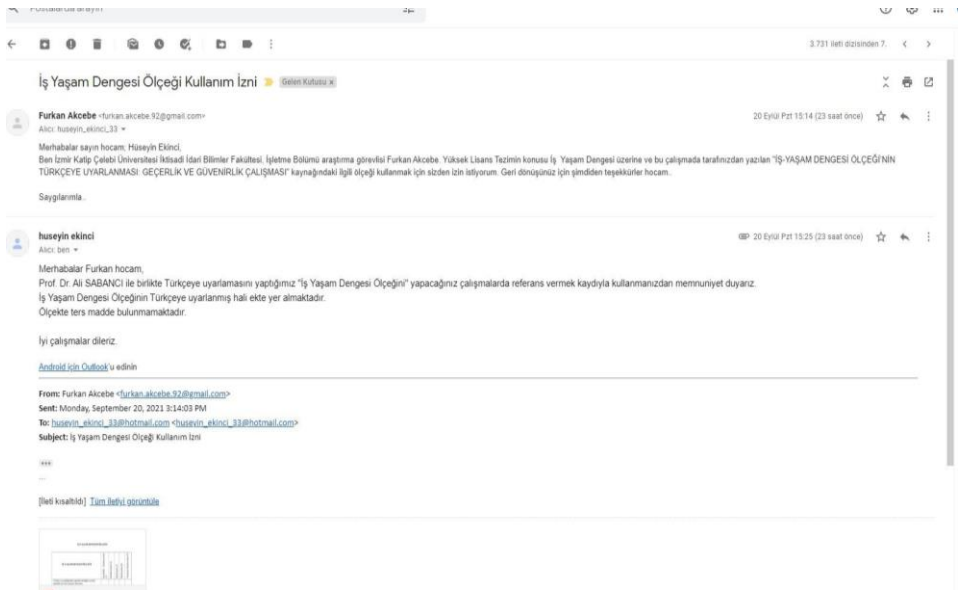 Postalarda arayın
3.731 ileti dizisinden 7.
İş Yaşam Dengesi Ölçeği Kullanım İzni Gelen Kutusu x
Furkan Akcebe <furkan.akcebe.92@gmail.com> 20 Eylül Pzt 15:14 (23 saat önce)
Alıcı: huseyin_ekinci_33
Merhabalar sayın hocam, Hüseyin Ekinci,
Ben İzmir Katip Çelebi Üniversitesi İktisadi İdari Bilimler Fakültesi, İşletme Bölümü araştırma görevlisi Furkan Akcebe. Yüksek Lisans Tezimin konusu İş Yaşam Dengesi üzerine ve bu çalışmada tarafınızdan yazılan "İŞ-YAŞAM DENGESİ ÖLÇEĞİ'NİN
TÜRKÇEYE UYARLANMASI: GEÇERLİK VE GÜVENİRLİK ÇALIŞMASI" kaynağındaki ilgili ölçeği kullanmak için sizden izin istiyorum. Geri dönüşünüz için şimdiden teşekkürler hocam..
Saygılarımla..
huseyin ekinci 20 Eylül Pzt 15:25 (23 saat önce)
Alıcı: ben
Merhabalar Furkan hocam,
Prof. Dr. Ali SABANCI ile birlikte Türkçeye uyarlamasını yaptığımız "İş Yaşam Dengesi Ölçeğini" yapacağınız çalışmalarda referans vermek kaydıyla kullanmanızdan memnuniyet duyarız.
İş Yaşam Dengesi Ölçeğinin Türkçeye uyarlanmış hali ekte yer almaktadır.
Ölçekte ters madde bulunmamaktadır.
İyi çalışmalar dileriz.
Android için Outlook'u edinin
From: Furkan Akcebe <furkan.akcebe.92@gmail.com>
Sent: Monday, September 20, 2021 3:14:03 PM
To: huseyin_ekinci_33@hotmail.com <huseyin_ekinci_33@hotmail.com>
Subject: İş Yaşam Dengesi Ölçeği Kullanım İzni
...
[İleti kısaltıldı] Tüm iletiyi görüntüle